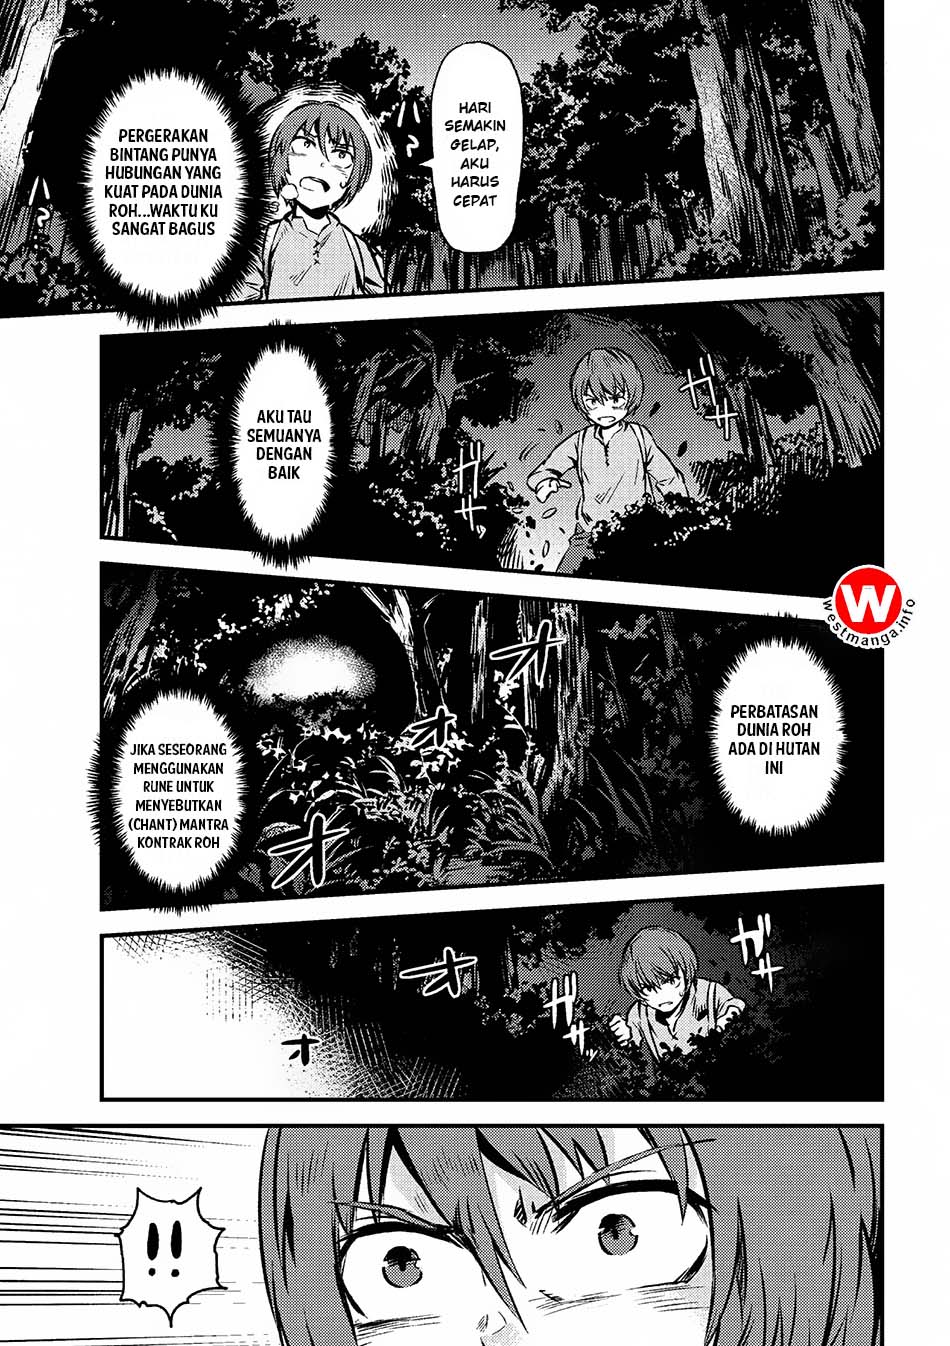 HARI
SEMAKIN
GELAP,
AKU
HARUS
CEPAT
PERGERAKAN
BINTANG PUNYA
HUBUNGAN YANG
KUAT PADA DUNIA
ROH...WAKTU KU
SANGAT BAGUS
ハァ
ハァ
ガサ
ガサ
AKU TAU
SEMUANYA
DENGAN
BAIK
W
westmanga.info
PERBATASAN
DUNIA ROH
ADA DI HUTAN
INI
オ
オ
オ
JIKA SESEORANG
MENGGUNAKAN
RUNE UNTUK
MENYEBUTKAN
(CHANT) MANTRA
KONTRAK ROH
ガサ
ガサ
オ
オ
!!